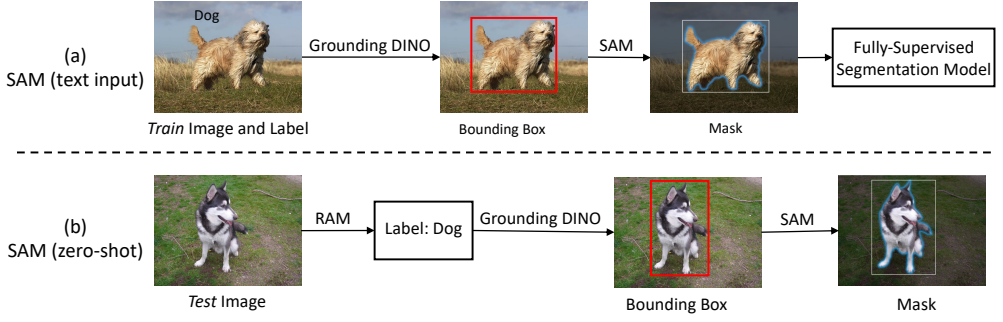 Dog
(a)
SAM (text input)
Grounding DINO
SAM
Fully-Supervised
Segmentation Model
Train Image and Label
Bounding Box
Mask
(b)
SAM (zero-shot)
RAM
Label: Dog
Grounding DINO
SAM
Test Image
Bounding Box
Mask